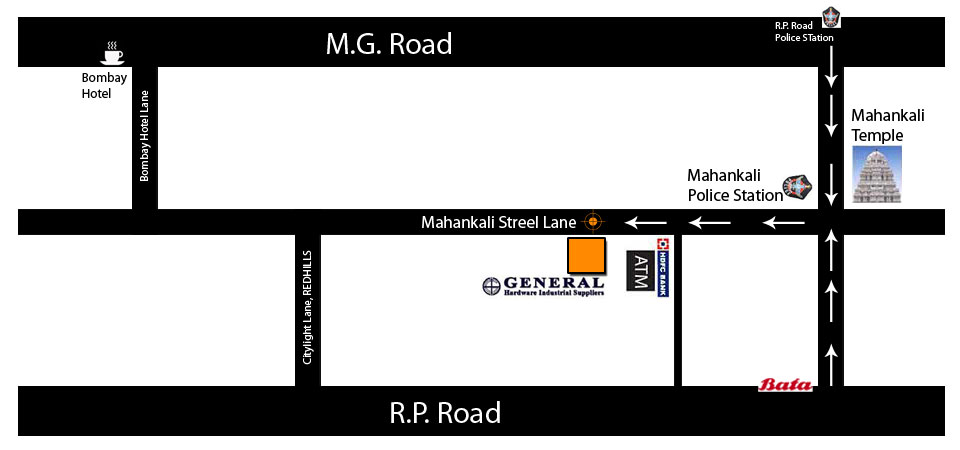 R.P. Road
Police STation
M.G. Road
Bombay
Hotel
Bombay Hotel Lane
Mahankali
Temple
Mahankali
Police Station
Mahankali Streel Lane
GENERAL
Hardware Industrial Suppliers
ATM
HDFC BANK
Citylight Lane, REDHILLS
Bata
R.P. Road